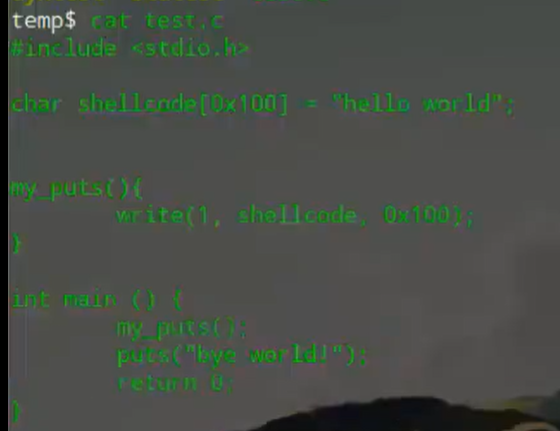 temp$ cat test.c
#include <stdio.h>
char shellcode[0x100] = "hello world";
my_puts(){
write(1, shellcode, 0x100);
}
int main () {
my_puts();
puts("bye world!");
return 0;
}